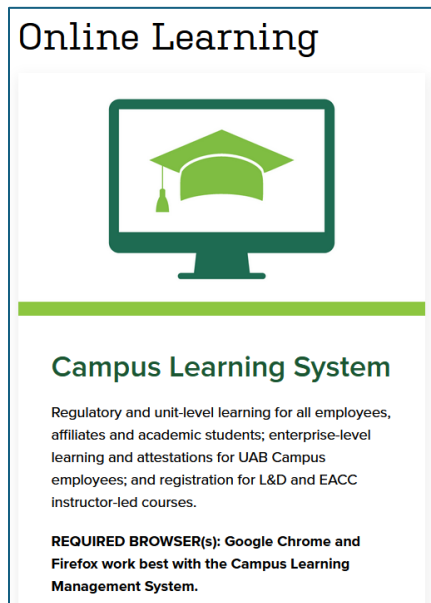 Online Learning
Campus Learning System
Regulatory and unit-level learning for all employees,
affiliates and academic students; enterprise-level
learning and attestations for UAB Campus
employees; and registration for L&D and EACC
instructor-led courses.
REQUIRED BROWSER(s): Google Chrome and
Firefox work best with the Campus Learning
Management System.